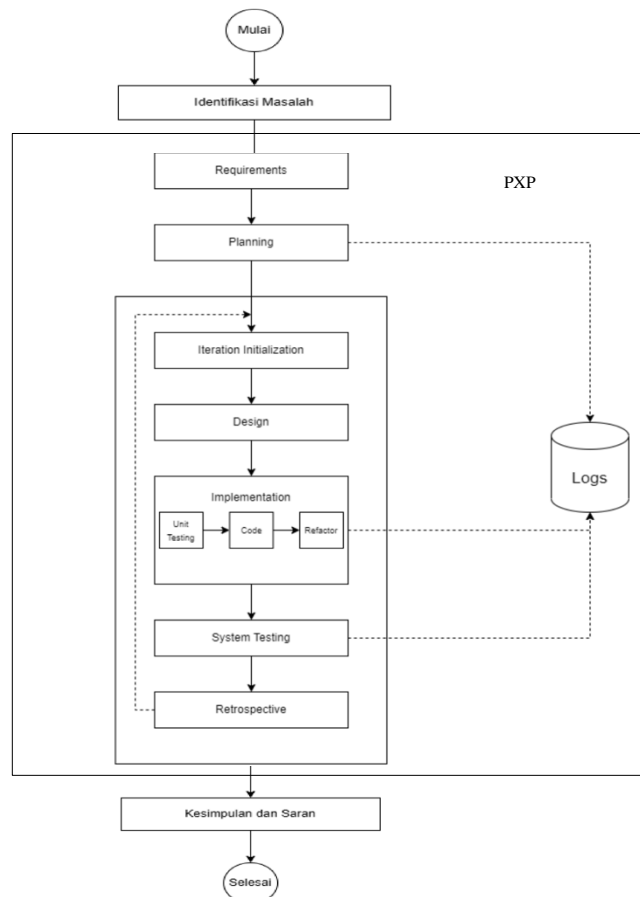 Mulai
Identifikasi Masalah
Requirements
PXP
Planning
Iteration Initialization
Design
Logs
Implementation
Unit
Testing
Code
Refactor
System Testing
Retrospective
Kesimpulan dan Saran
Selesai